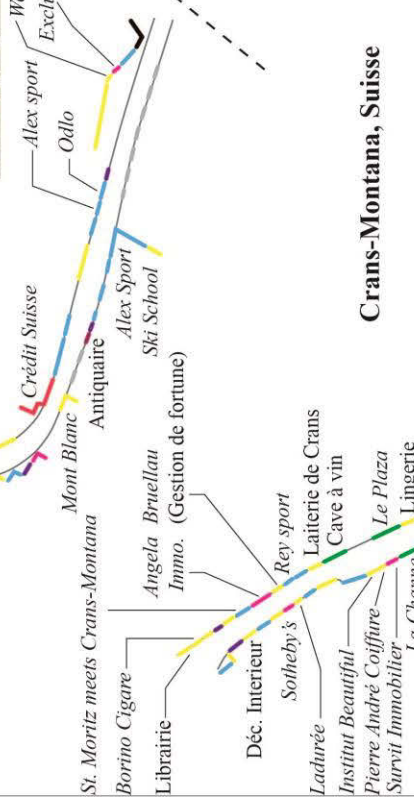 Alex sport
Odlo
Crédit Suisse
Mont Blanc
Antiquaire
Alex Sport
Ski School
Crans-Montana, Suisse
St. Moritz meets Crans-Montana
Borino Cigare
Librairie
Angela
Immo.
Bruellau
(Gestion de fortune)
Rey sport
Laiterie de Crans
Cave à vin
Déc. Interieur
Sotheby's
Ladurée
Institut Beautiful
Pierre André Coiffure
Survit Immobilier
Le Plaza
Lingerie